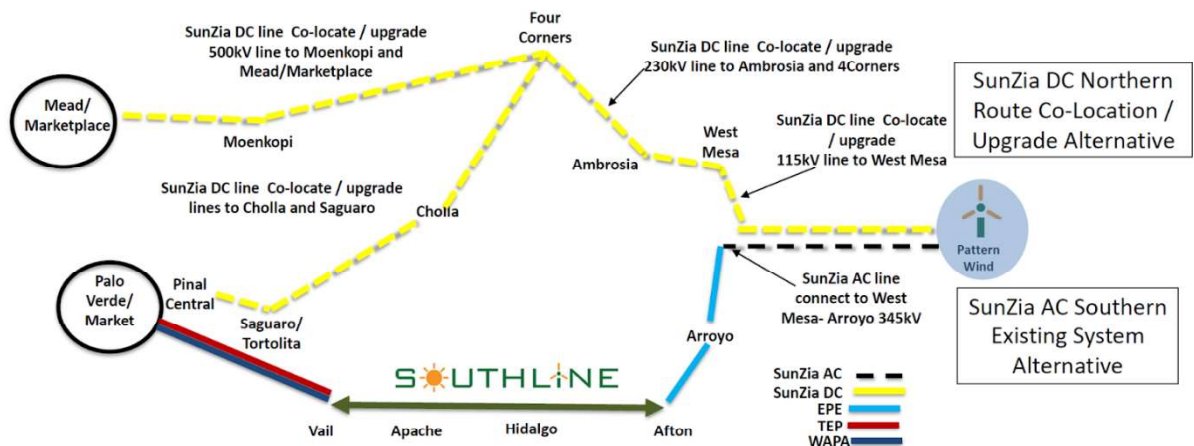 SunZia DC line Co-locate / upgrade
500kV line to Moenkopi and
Mead/Marketplace
Four
Corners
SunZia DC line Co-locate / upgrade
230kV line to Ambrosia and 4Corners
SunZia DC Northern
Route Co-Location /
Upgrade Alternative
Mead/
Marketplace
Moenkopi
West
Mesa
SunZia DC line Co-locate
/ upgrade
115kV line to West Mesa
Ambrosia
SunZia DC line Co-locate / upgrade
lines to Cholla and Saguaro
Cholla
Pattern
Wind
Palo
Verde/
Market
Pinal
Central
Saguaro/
Tortolita
SunZia AC line
connect to West
Mesa- Arroyo 345kV
SunZia AC Southern
Existing System
Alternative
Arroyo
SOUTHLINE
Vail
Apache
Hidalgo
Afton
SunZia AC
SunZia DC
EPE
TEP
WAPA